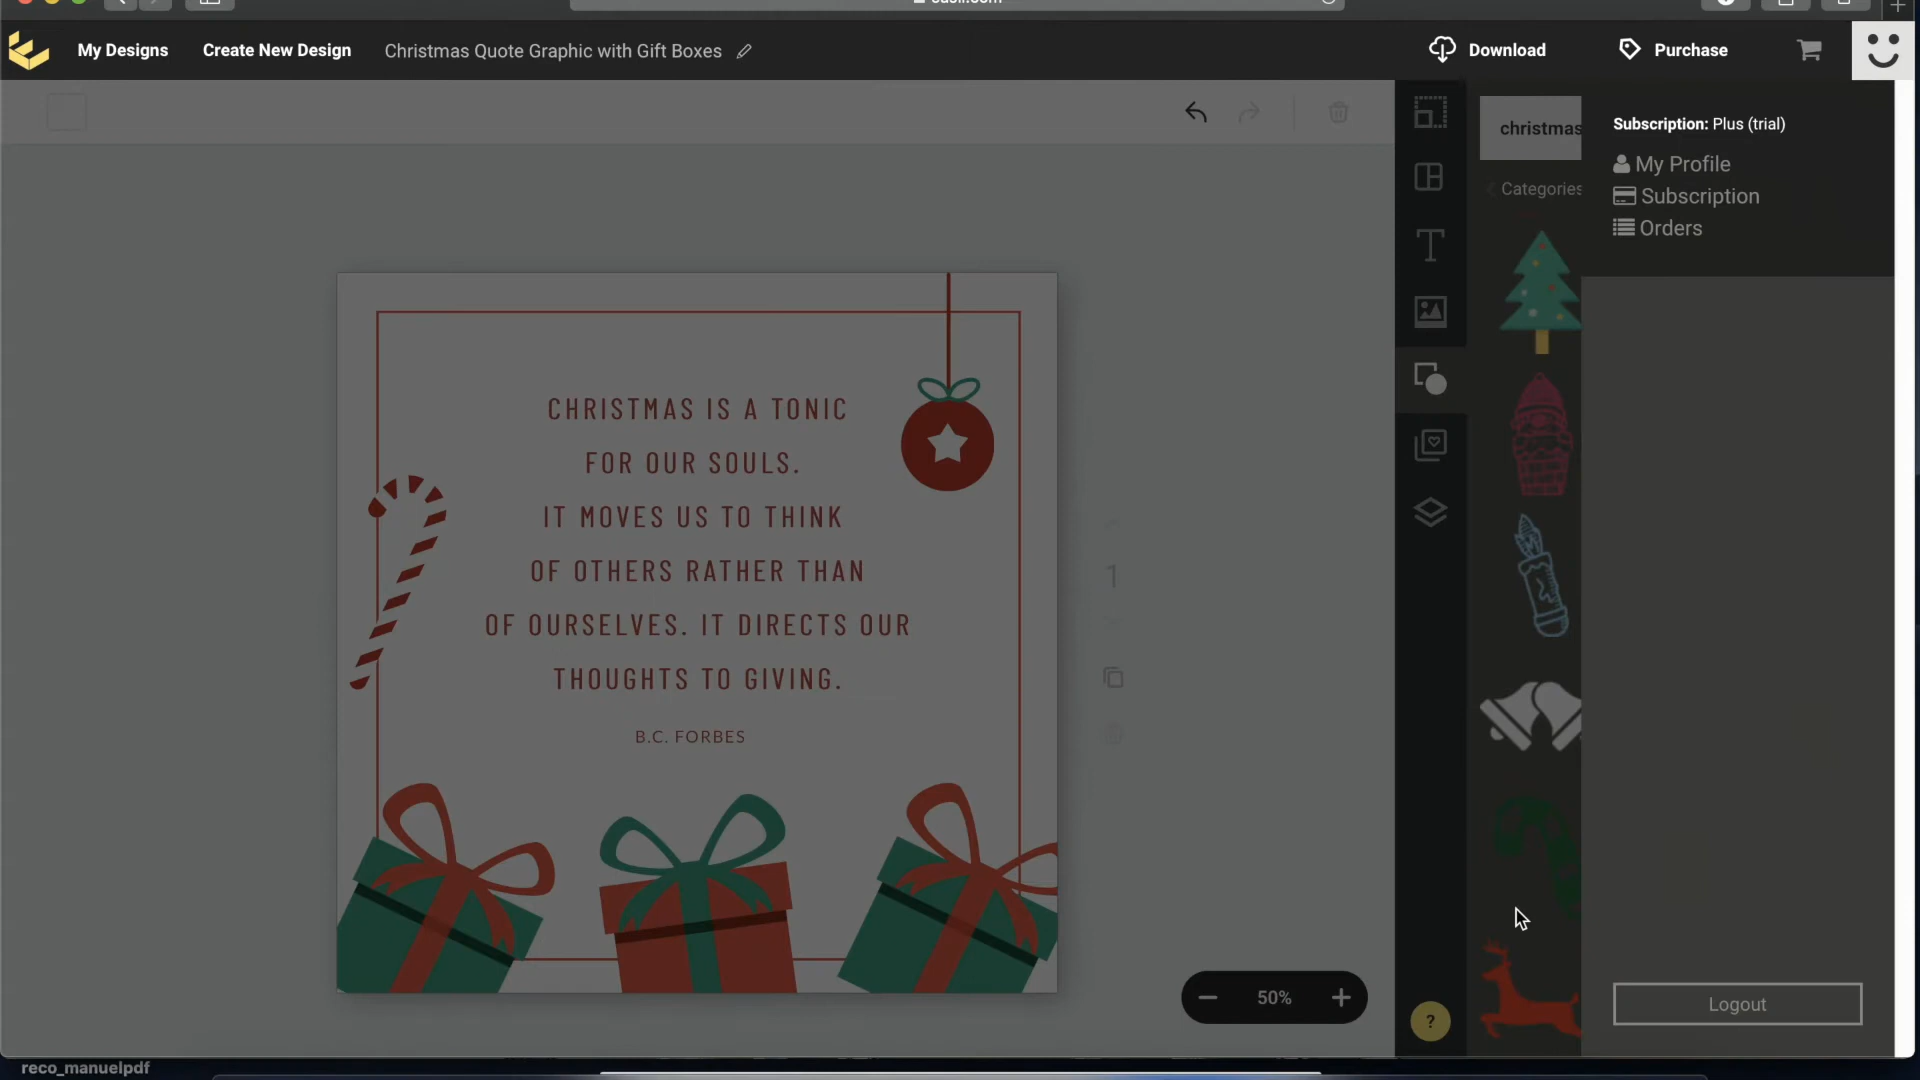 My Designs
Create New Design
Christmas Quote Graphic with Gift Boxes
Download
Purchase
christmas
Subscription: Plus (trial)
My Profile
Categories
Subscription
Orders
CHRISTMAS IS A TONIC
FOR OUR SOULS.
IT MOVES US TO THINK
OF OTHERS RATHER THAN
OF OURSELVES. IT DIRECTS OUR
THOUGHTS TO GIVING.
B.C. FORBES
1
50%
?
Logout
reco_manuelpdf